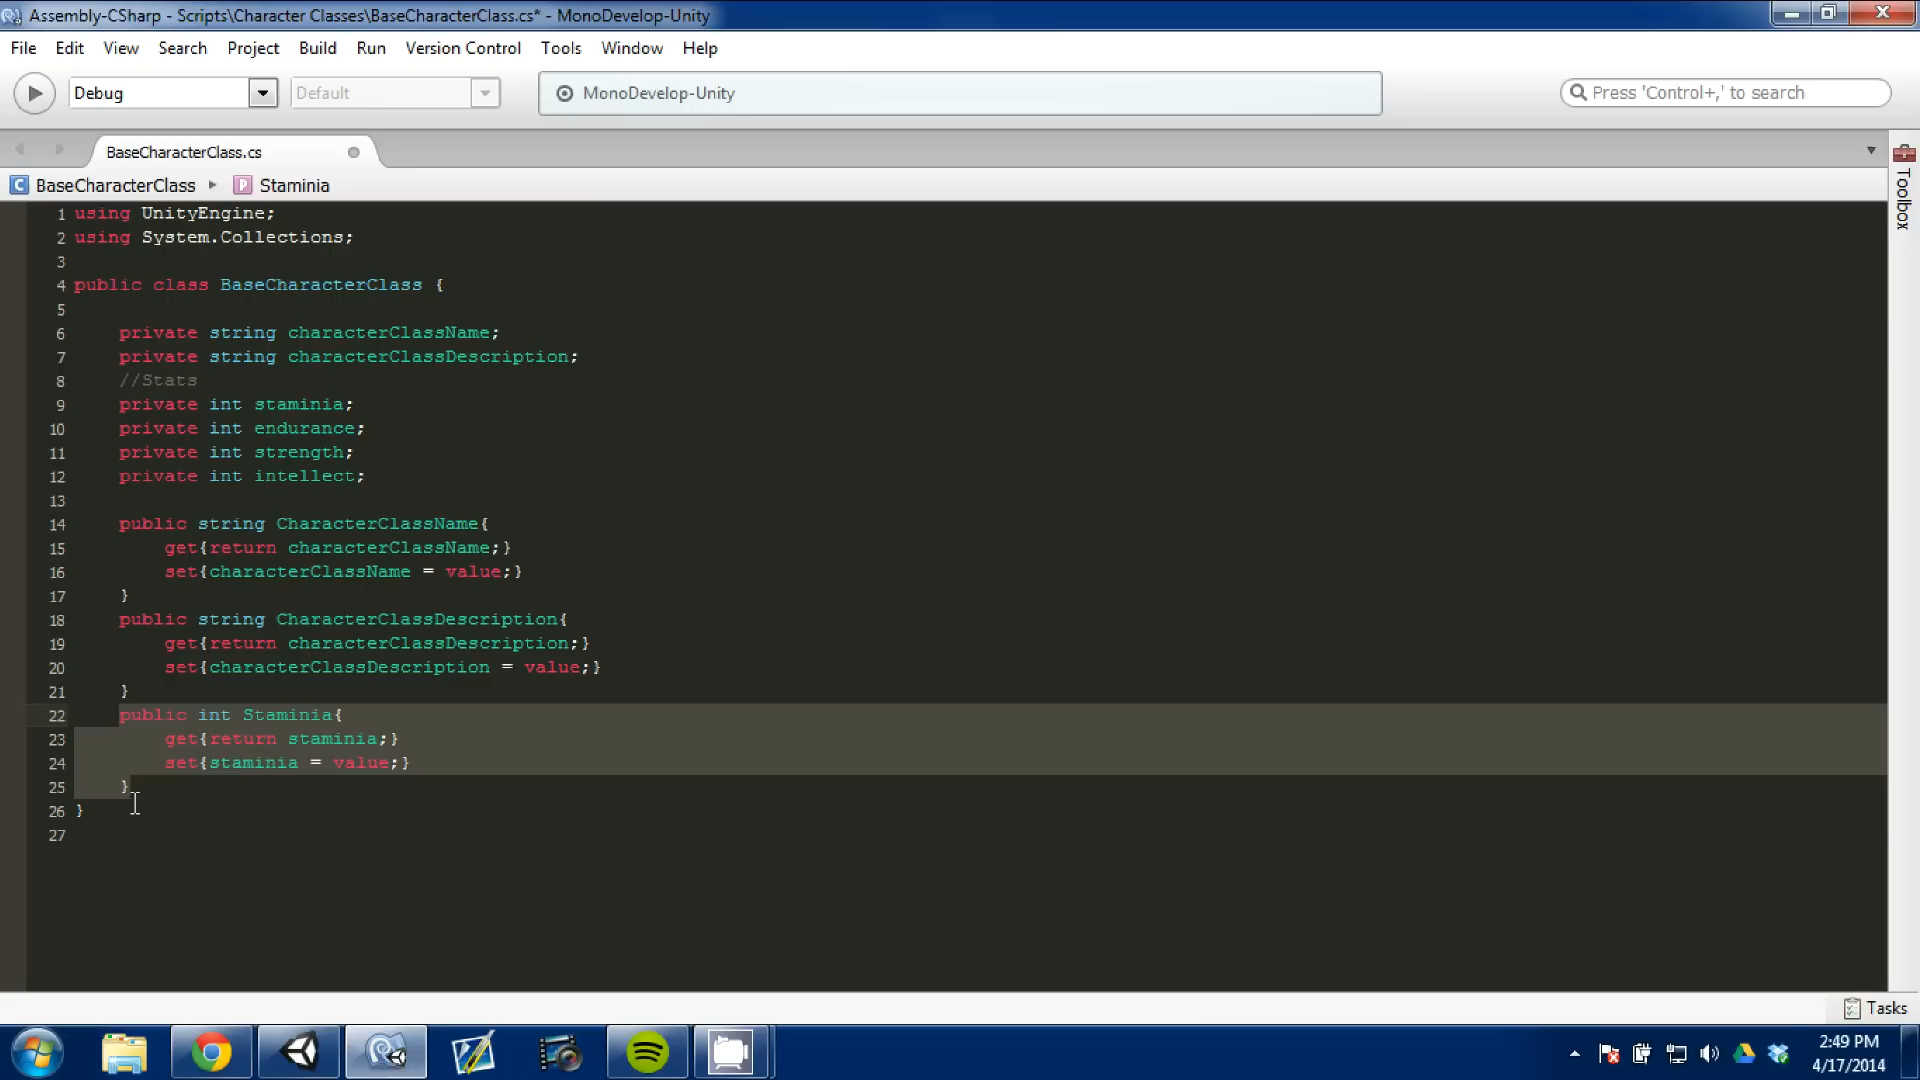 Assembly-CSharp - Scripts\Character Classes\BaseCharacterClass.cs* - MonoDevelop-Unity
File Edit View Search Project Build Run Version Control Tools Window Help
Debug Default MonoDevelop-Unity Press 'Control+,' to search
BaseCharacterClass.cs
BaseCharacterClass Staminia
Toolbox
1 using UnityEngine;
2 using System.Collections;
3
4 public class BaseCharacterClass {
5
6 private string characterClassName;
7 private string characterClassDescription;
8 //Stats
9 private int staminia;
10 private int endurance;
11 private int strength;
12 private int intellect;
13
14 public string CharacterClassName{
15 get{return characterClassName;}
16 set{characterClassName = value;}
17 }
18 public string CharacterClassDescription{
19 get{return characterClassDescription;}
20 set{characterClassDescription = value;}
21 }
22 public int Staminia{
23 get{return staminia;}
24 set{staminia = value;}
25 }
26 }
27
Tasks
2:49 PM
4/17/2014